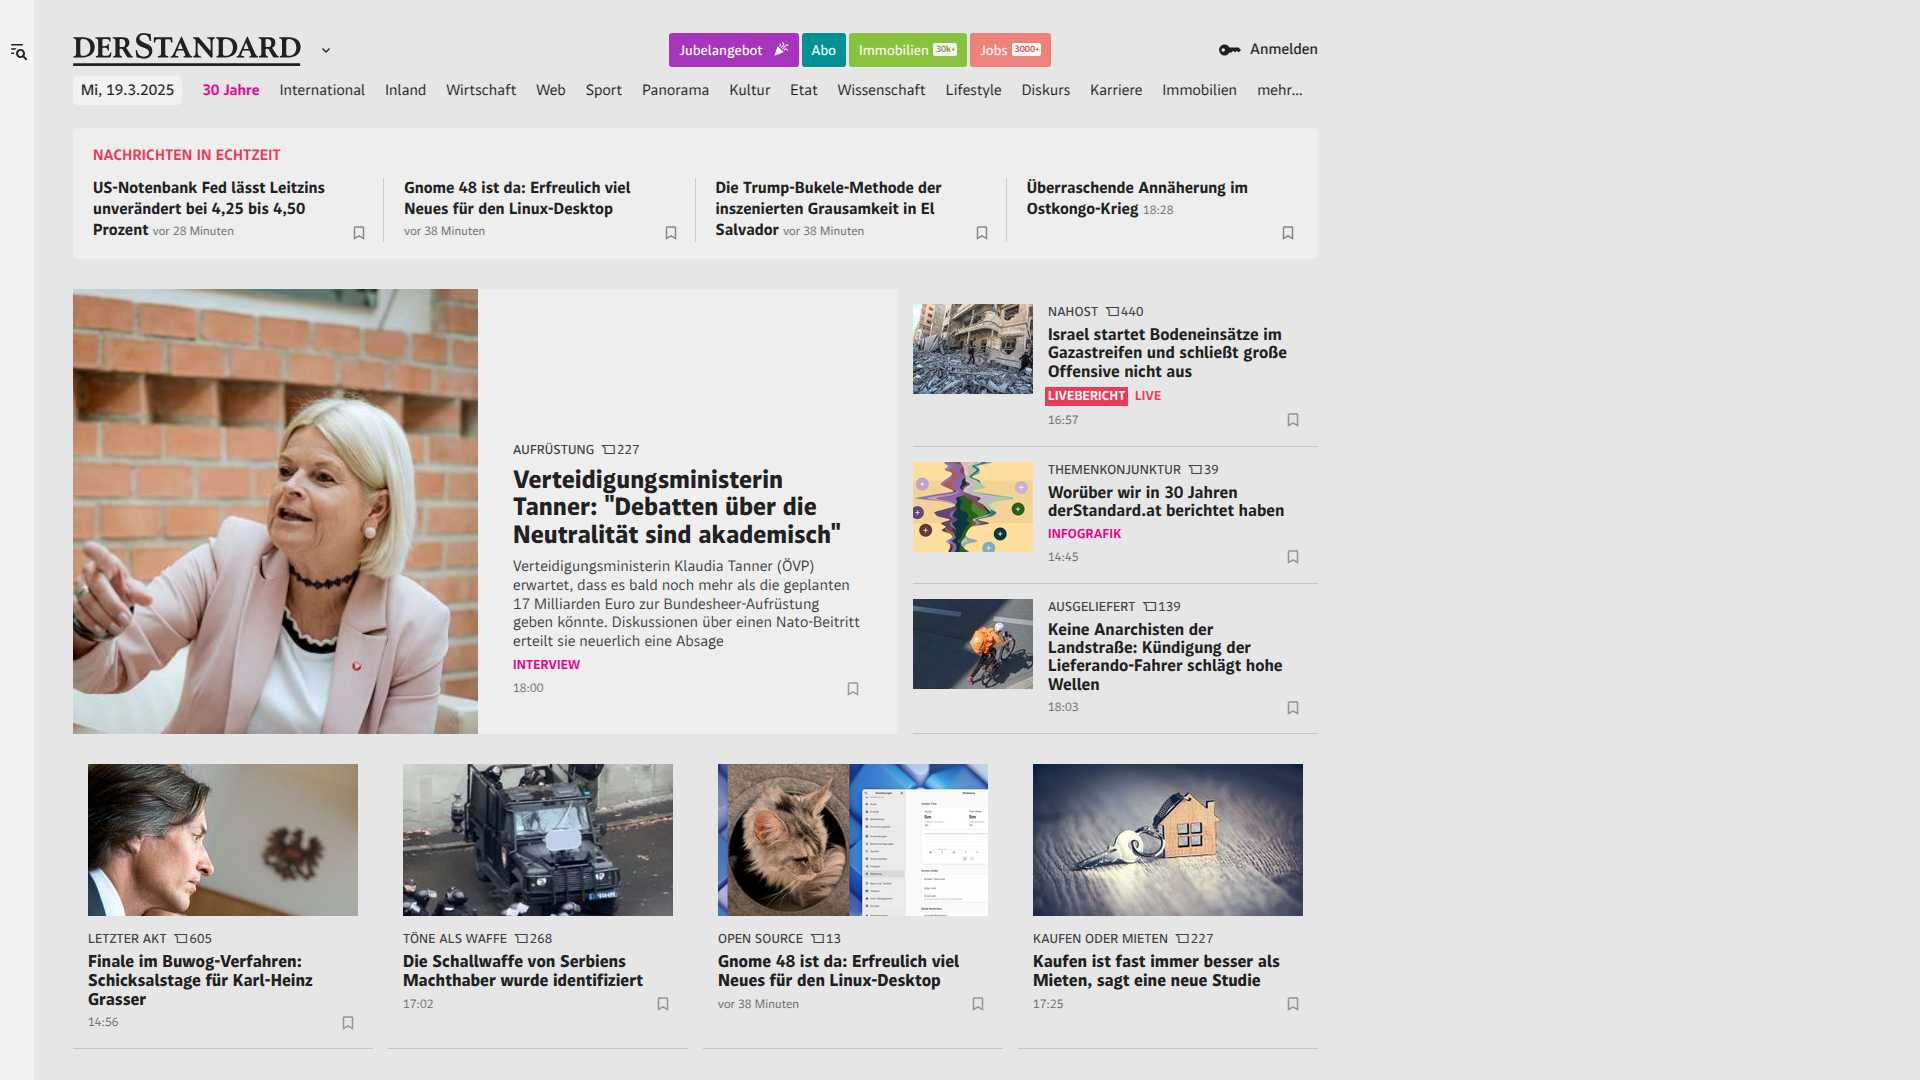 DERSTANDARD
Jubelangebot
Abo
Immobilien 30k+
Jobs 3000+
Anmelden
Mi, 19.3.2025
30 Jahre
International
Inland
Wirtschaft
Web
Sport
Panorama
Kultur
Etat
Wissenschaft
Lifestyle
Diskurs
Karriere
Immobilien
mehr...
NACHRICHTEN IN ECHTZEIT
US-Notenbank Fed lässt Leitzins
unverändert bei 4,25 bis 4,50
Prozent vor 28 Minuten
Gnome 48 ist da: Erfreulich viel
Neues für den Linux-Desktop
vor 38 Minuten
Die Trump-Bukele-Methode der
inszenierten Grausamkeit in El
Salvador vor 38 Minuten
Überraschende Annäherung im
Ostkongo-Krieg 18:28
AUFRÜSTUNG 227
Verteidigungsministerin
Tanner: "Debatten über die
Neutralität sind akademisch"
Verteidigungsministerin Klaudia Tanner (ÖVP)
erwartet, dass es bald noch mehr als die geplanten
17 Milliarden Euro zur Bundesheer-Aufrüstung
geben könnte. Diskussionen über einen Nato-Beitritt
erteilt sie neuerlich eine Absage
INTERVIEW
18:00
NAHOST 440
Israel startet Bodeneinsätze im
Gazastreifen und schließt große
Offensive nicht aus
LIVEBERICHT LIVE
16:57
THEMENKONJUNKTUR 39
Worüber wir in 30 Jahren
derStandard.at berichtet haben
INFOGRAFIK
14:45
AUSGELIEFERT 139
Keine Anarchisten der
Landstraße: Kündigung der
Lieferando-Fahrer schlägt hohe
Wellen
18:03
LETZTER AKT 605
Finale im Buwog-Verfahren:
Schicksalstage für Karl-Heinz
Grasser
14:56
TÖNE ALS WAFFE 268
Die Schallwaffe von Serbiens
Machthaber wurde identifiziert
17:02
OPEN SOURCE 13
Gnome 48 ist da: Erfreulich viel
Neues für den Linux-Desktop
vor 38 Minuten
KAUFEN ODER MIETEN 227
Kaufen ist fast immer besser als
Mieten, sagt eine neue Studie
17:25